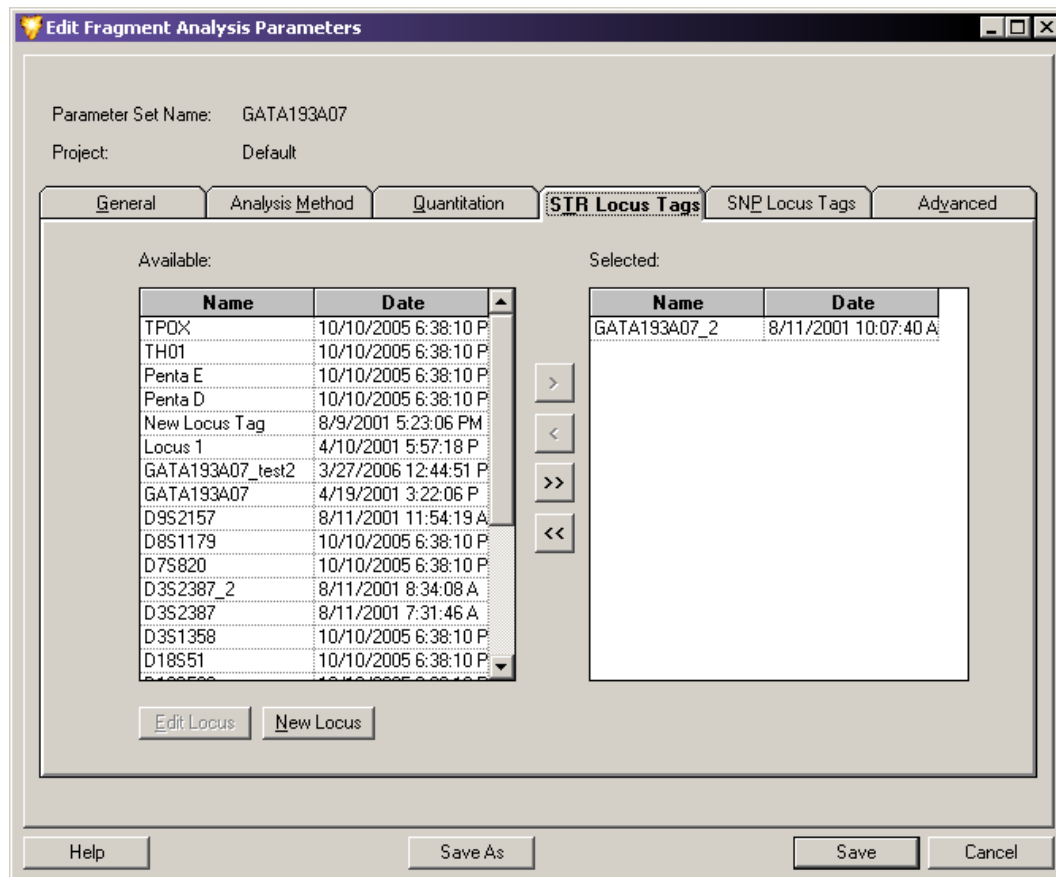 Edit Fragment Analysis Parameters
Parameter Set Name: GATA193A07
Project: Default
General Analysis Method Quantitation STR Locus Tags SNP Locus Tags Advanced
Available: Selected:
Name Date Name Date
TPOX 10/10/2005 6:38:10 P GATA193A07_2 8/11/2001 10:07:40 A
TH01 10/10/2005 6:38:10 P
Penta E 10/10/2005 6:38:10 P
Penta D 10/10/2005 6:38:10 P
New Locus Tag 8/9/2001 5:23:06 PM
Locus 1 4/10/2001 5:57:18 P
GATA193A07_test2 3/27/2006 12:44:51 P
GATA193A07 4/19/2001 3:22:06 P
D9S2157 8/11/2001 11:54:19 A
D8S1179 10/10/2005 6:38:10 P
D7S820 10/10/2005 6:38:10 P
D3S2387_2 8/11/2001 8:34:08 A
D3S2387 8/11/2001 7:31:46 A
D3S1358 10/10/2005 6:38:10 P
D18S51 10/10/2005 6:38:10 P
>
<
>>
<<
Edit Locus New Locus
Help Save As Save Cancel